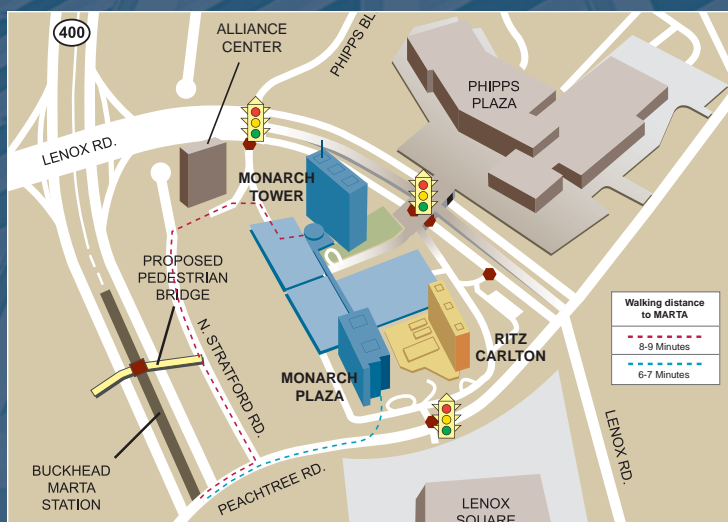 400
ALLIANCE
CENTER
PHIPPS BL
PHIPPS
PLAZA
LENOX RD.
MONARCH
TOWER
PROPOSED
PEDESTRIAN
BRIDGE
N. STRATFORD RD.
RITZ
CARLTON
MONARCH
PLAZA
Walking distance
to MARTA
8-9 Minutes
6-7 Minutes
LENOX RD.
BUCKHEAD
MARTA
STATION
PEACHTREE RD.
LENOX
SQUARE